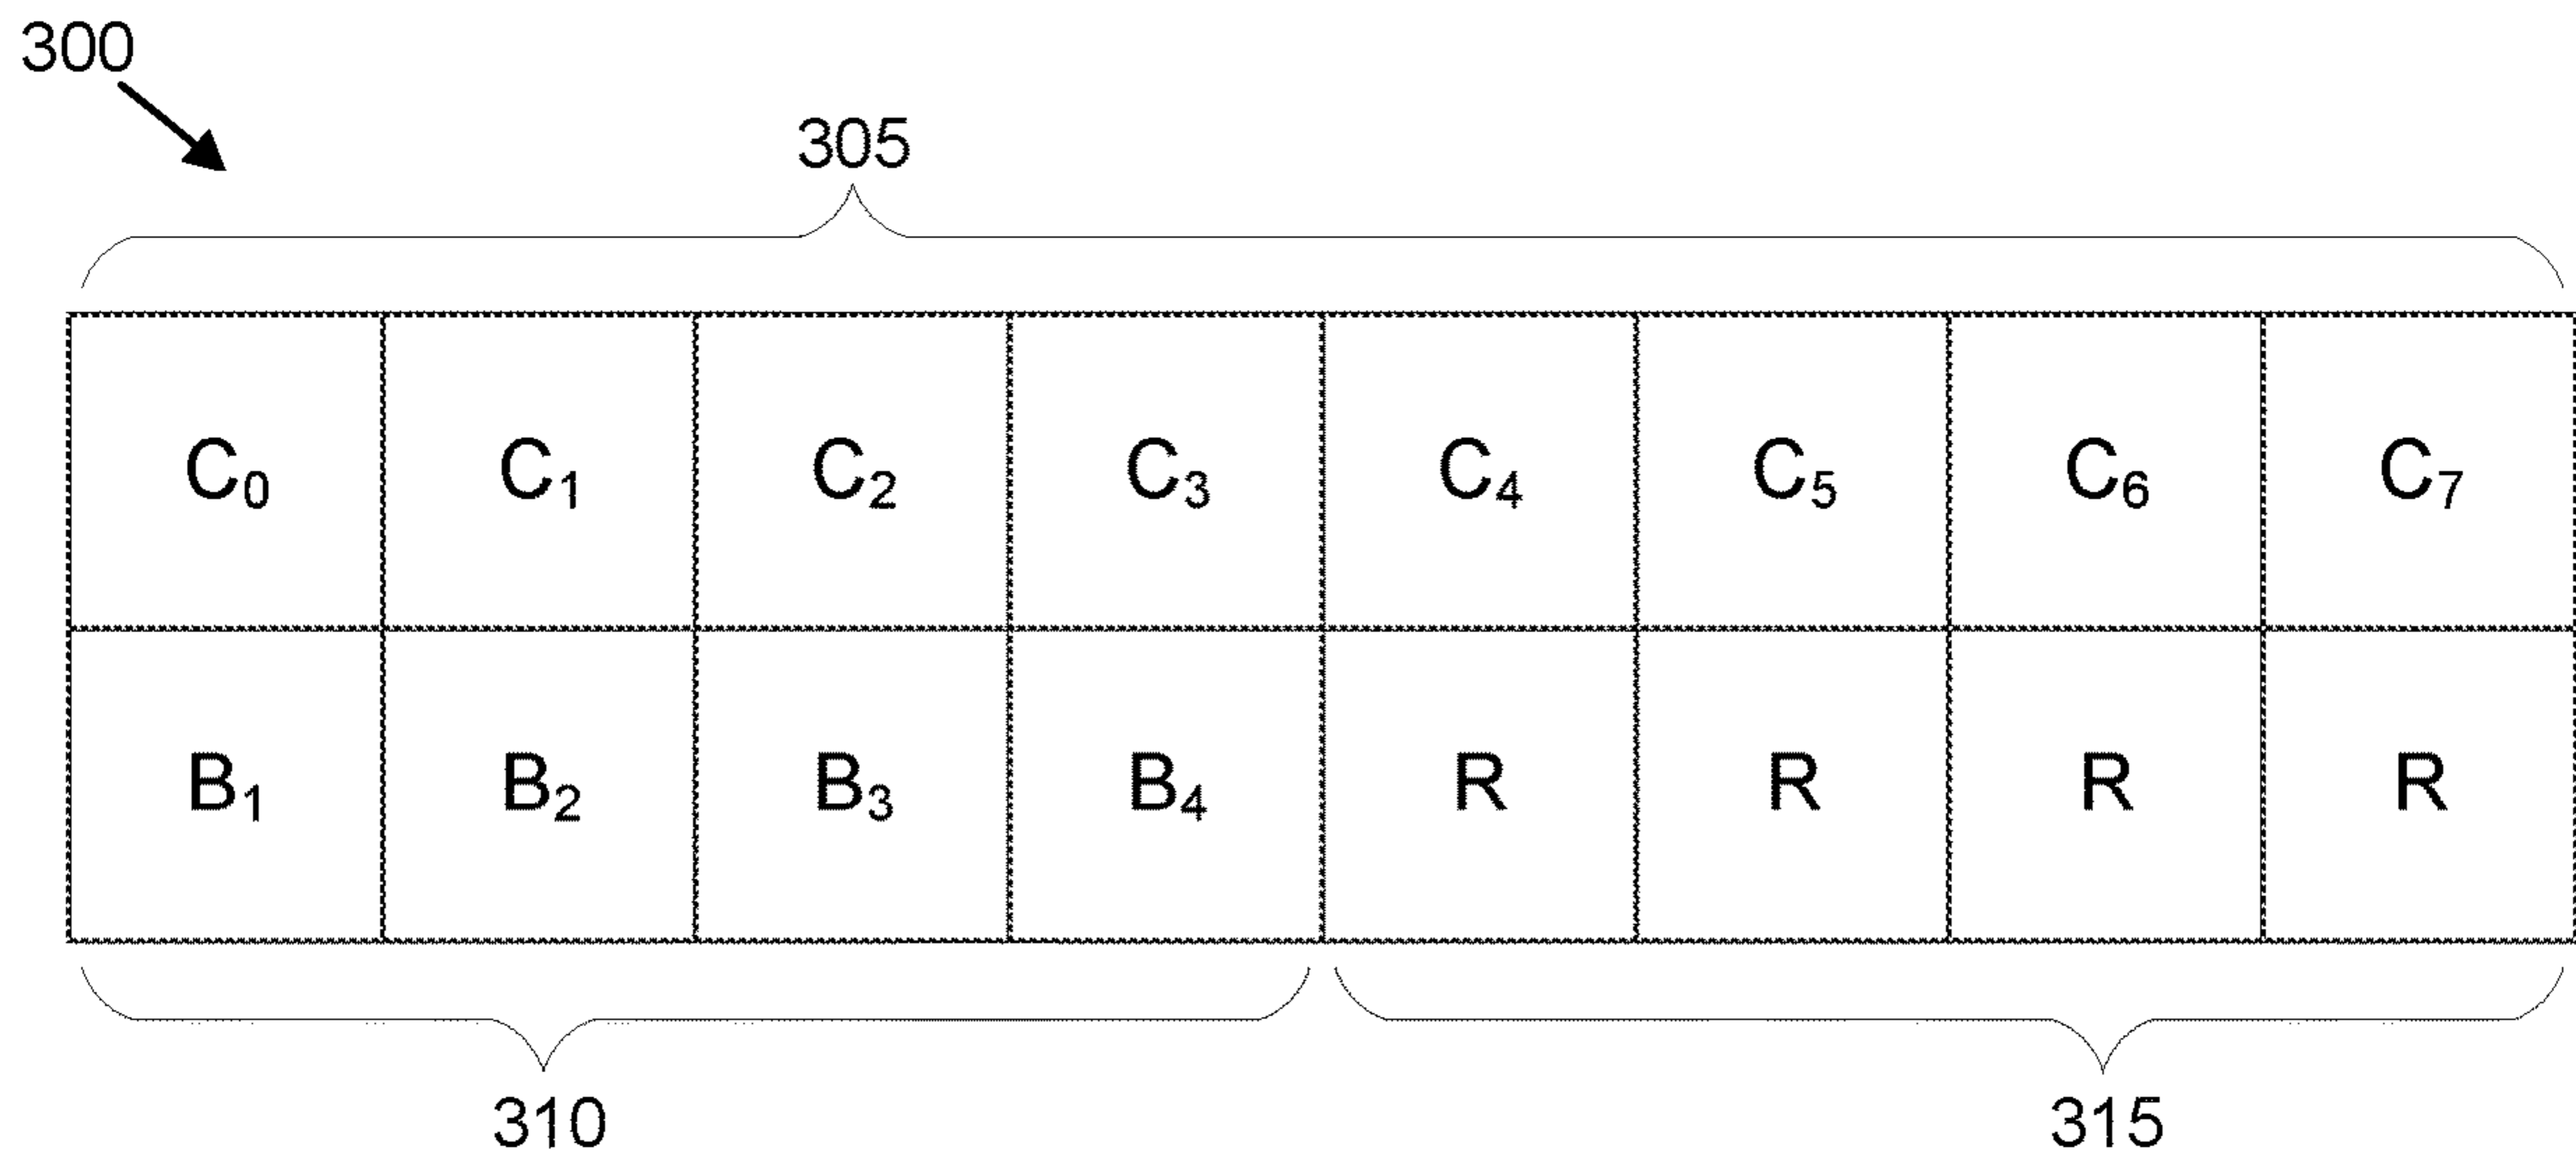 300
305
C₀ C₁ C₂ C₃ C₄ C₅ C₆ C₇
B₁ B₂ B₃ B₄ R R R R
310 315